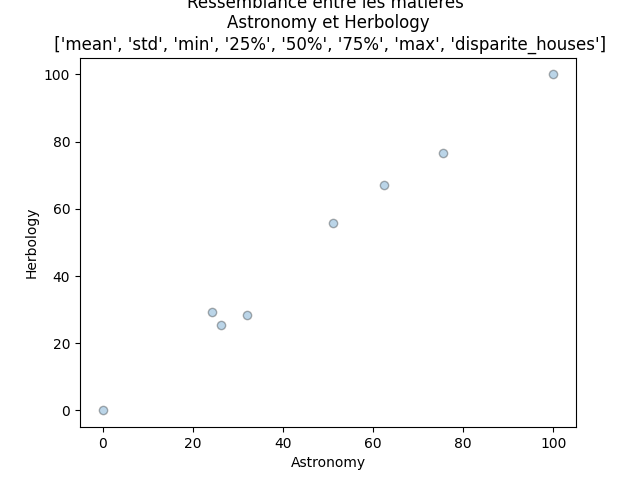 Ressemblance entre les matières
Astronomy et Herbology
['mean', 'std', 'min', '25%', '50%', '75%', 'max', 'disparite_houses']
100
80
60
40
20
0
Herbology
0 20 40 60 80 100
Astronomy